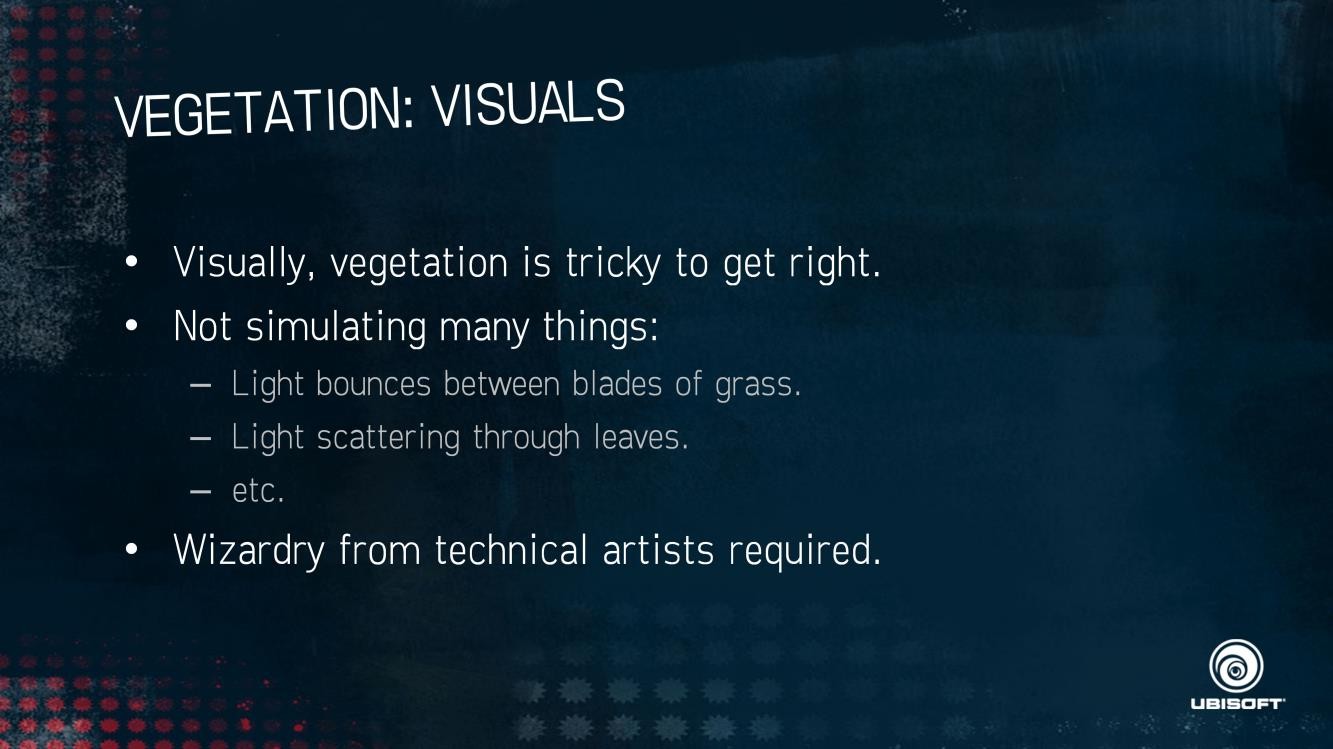 VEGETATION: VISUALS
• Visually, vegetation is tricky to get right.
• Not simulating many things:
– Light bounces between blades of grass.
– Light scattering through leaves.
– etc.
• Wizardry from technical artists required.
UBISOFT